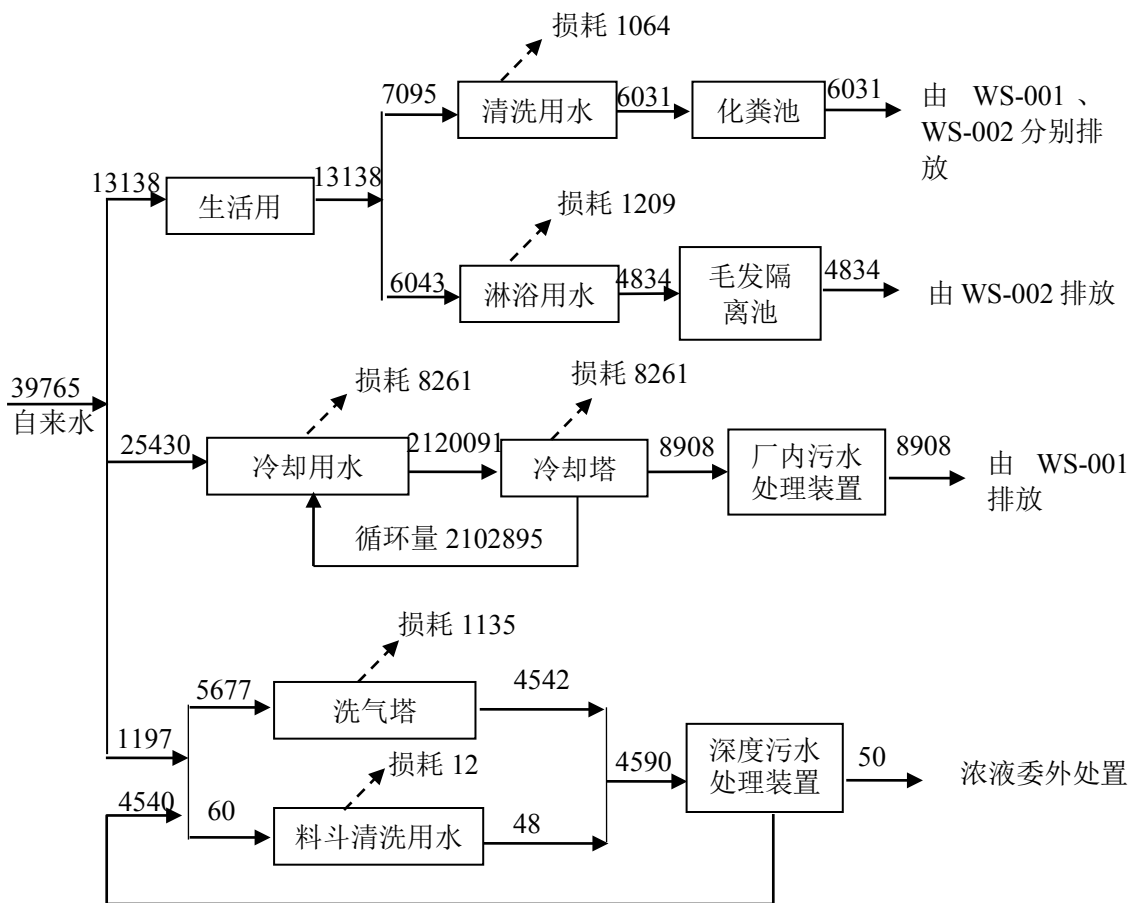 损耗 1064
7095
清洗用水
6031
化粪池
6031
由 WS-001 、
WS-002 分别排
放
13138
生活用
13138
损耗 1209
6043
淋浴用水
4834
毛发隔
离池
4834
由 WS-002 排放
39765
自来水
损耗 8261
损耗 8261
25430
冷却用水
2120091
冷却塔
8908
厂内污水
处理装置
8908
由 WS-001
排放
循环量 2102895
损耗 1135
5677
洗气塔
4542
1197
损耗 12
4590
深度污水
处理装置
50
浓液委外处置
4540
60
料斗清洗用水
48